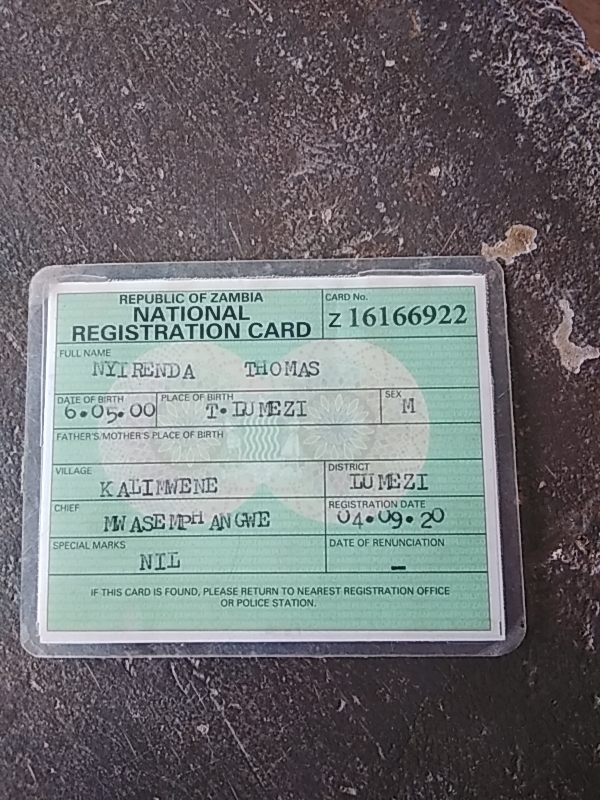 REPUBLIC OF ZAMBIA
NATIONAL
REGISTRATION CARD
CARD No.
Z 16166922
FULL NAME
NYIRENDA THOMAS
DATE OF BIRTH
6.05.00
PLACE OF BIRTH
T.LUMEZI
SEX
M
FATHER'S/MOTHER'S PLACE OF BIRTH
VILLAGE
KALIMWENE
DISTRICT
LUMEZI
CHIEF
MWASEMPHANGWE
REGISTRATION DATE
04.09.20
SPECIAL MARKS
NIL
DATE OF RENUNCIATION
–
IF THIS CARD IS FOUND, PLEASE RETURN TO NEAREST REGISTRATION OFFICE
OR POLICE STATION.